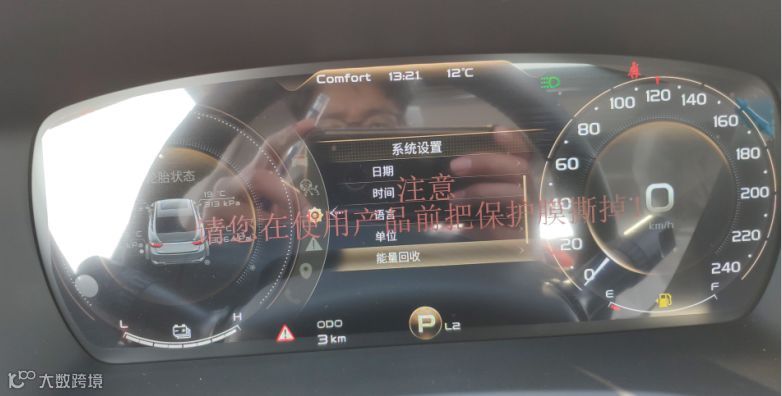 Comfort 13:21 12℃
系统设置
日期
时间
语言
单位
能量回收
注意
请您在使用产品前把保护膜撕掉!
胎状态
19℃
313 kPa
0
20
40
60
80
100
120
140
160
180
200
220
240
0
km/h
L H
ODO
3 km
P L2
E F
大数跨境